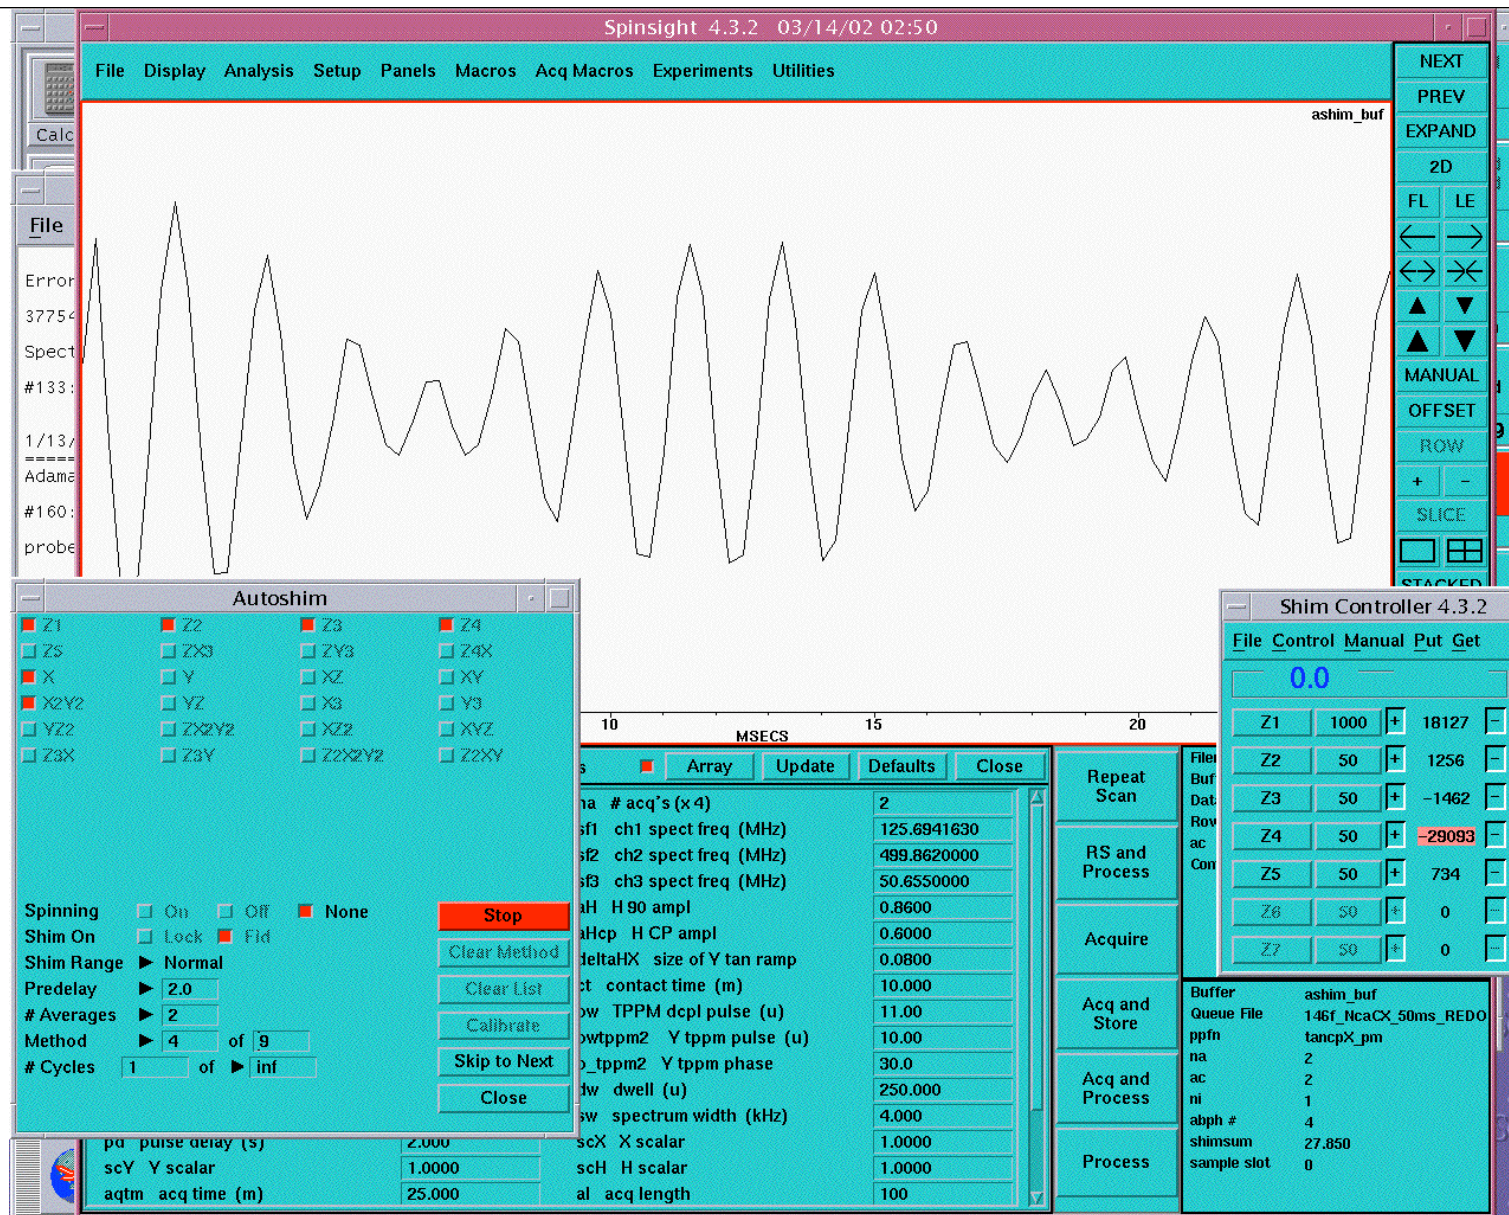 Spinsight 4.3.2 03/14/02 02:50
File Display Analysis Setup Panels Macros Acq Macros Experiments Utilities
ashim_buf
NEXT
PREV
EXPAND
2D
FL LE
MANUAL
OFFSET
ROW
+ -
SLICE
STACKED
Calc
File
Error
37754
Spect
#133:
1/13/
=====
Adama
#160:
probe
10 15 20
MSECS
Autoshim
Z1 Z2 Z3 Z4
Z5 ZX3 ZY3 Z4X
X Y XZ XY
X2Y2 YZ X3 Y3
YZ2 ZX2Y2 XZ2 XYZ
Z3X Z3Y Z2X2Y2 Z2XY
Spinning On Off None
Shim On Lock Fid
Shim Range Normal
Predelay 2.0
# Averages 2
Method 4 of 9
# Cycles 1 of inf
Stop
Clear Method
Clear List
Calibrate
Skip to Next
Close
Shim Controller 4.3.2
File Control Manual Put Get
0.0
Z1 1000 + 18127 -
Z2 50 + 1256 -
Z3 50 + -1462 -
Z4 50 + -29093 -
Z5 50 + 734 -
Z6 50 + 0 -
Z7 50 + 0 -
s Array Update Defaults Close
na # acq's (x 4) 2
sf1 ch1 spect freq (MHz) 125.6941630
sf2 ch2 spect freq (MHz) 499.8620000
sf3 ch3 spect freq (MHz) 50.6550000
aH H 90 ampl 0.8600
aHcp H CP ampl 0.6000
deltaHX size of Y tan ramp 0.0800
ct contact time (m) 10.000
pw TPPM dcpl pulse (u) 11.00
pwtppm2 Y tppm pulse (u) 10.00
p_tppm2 Y tppm phase 30.0
dw dwell (u) 250.000
sw spectrum width (kHz) 4.000
pd pulse delay (s) 2.000 scX X scalar 1.0000
scY Y scalar 1.0000 scH H scalar 1.0000
aqtm acq time (m) 25.000 al acq length 100
Repeat
Scan
RS and
Process
Acquire
Acq and
Store
Acq and
Process
Process
Filen
Buf
Data
Row
ac
Con
Buffer ashim_buf
Queue File 146f_NcaCX_50ms_REDO
ppfn tancpX_pm
na 2
ac 2
ni 1
abph # 4
shimsum 27.850
sample slot 0